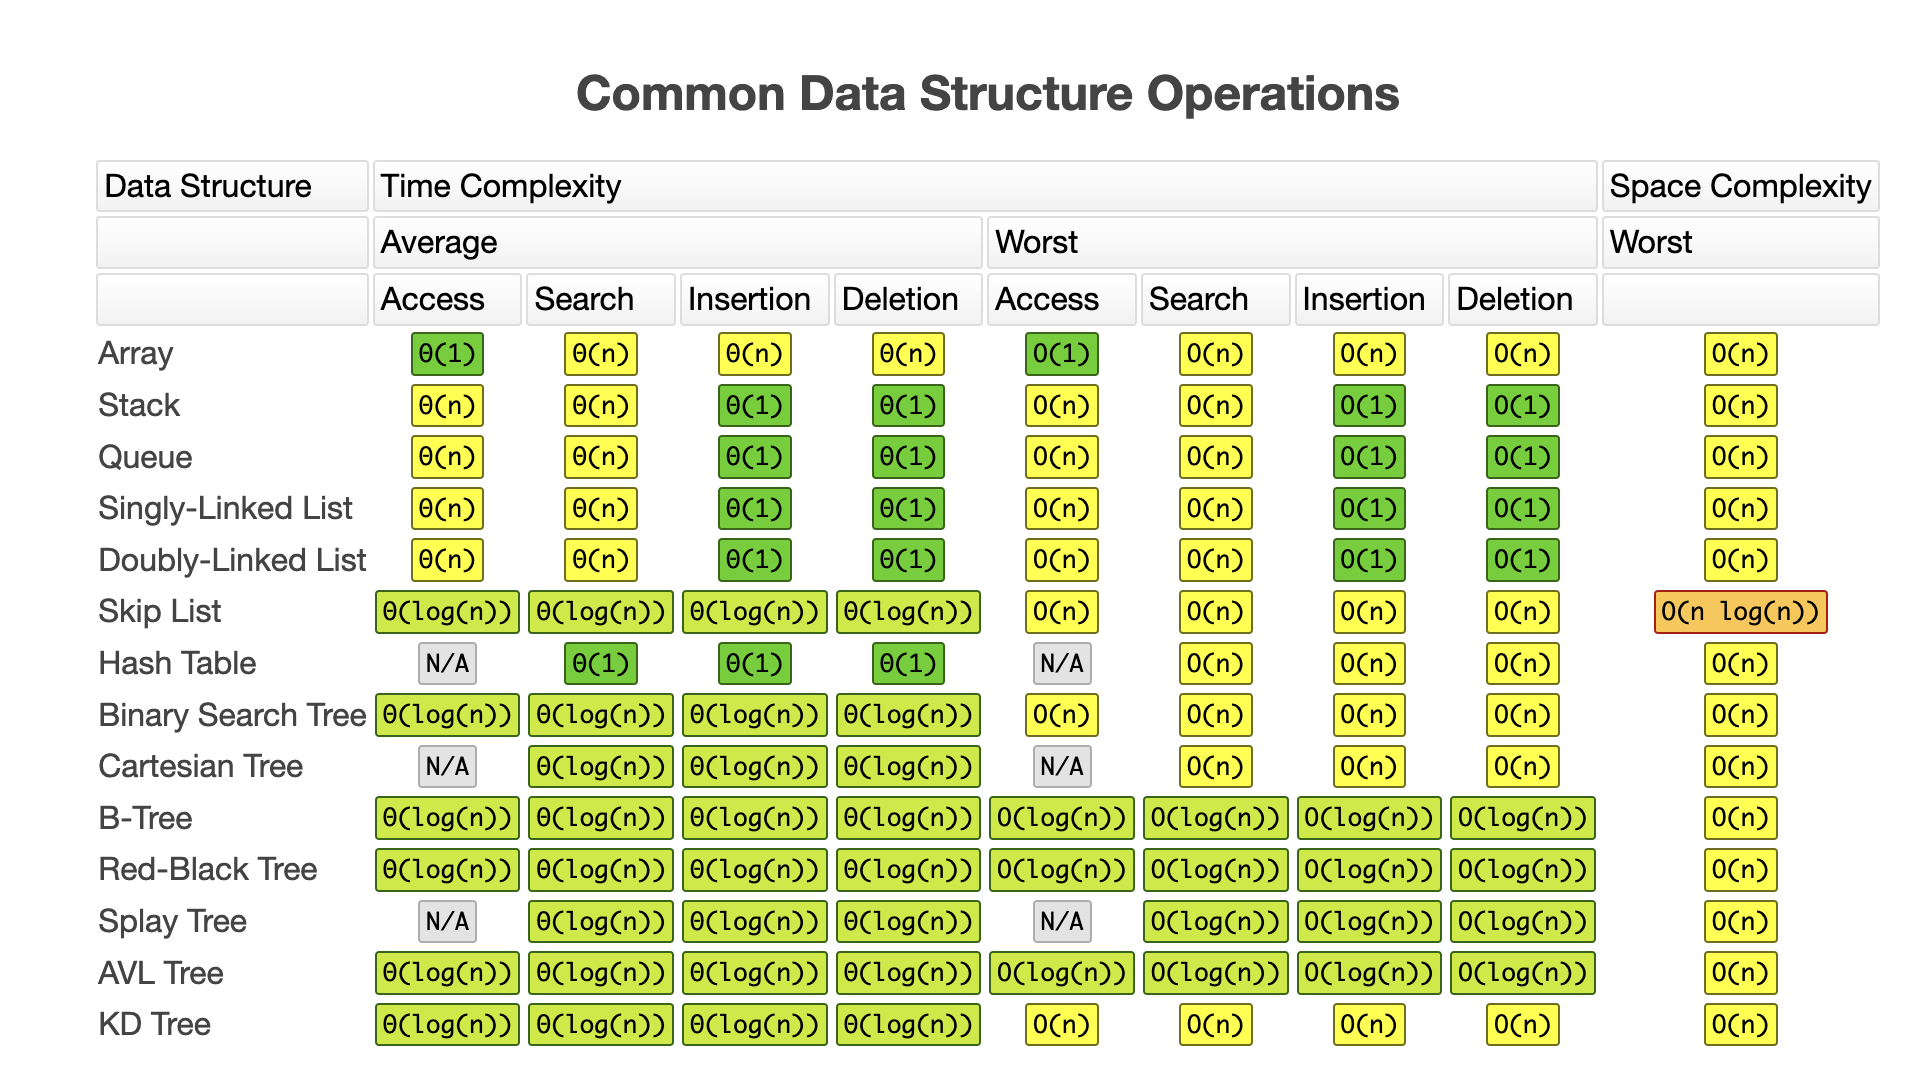 Common Data Structure Operations
Data Structure Time Complexity Space Complexity
Average Worst Worst
Access Search Insertion Deletion Access Search Insertion Deletion
Array Θ(1) Θ(n) Θ(n) Θ(n) O(1) O(n) O(n) O(n) O(n)
Stack Θ(n) Θ(n) Θ(1) Θ(1) O(n) O(n) O(1) O(1) O(n)
Queue Θ(n) Θ(n) Θ(1) Θ(1) O(n) O(n) O(1) O(1) O(n)
Singly-Linked List Θ(n) Θ(n) Θ(1) Θ(1) O(n) O(n) O(1) O(1) O(n)
Doubly-Linked List Θ(n) Θ(n) Θ(1) Θ(1) O(n) O(n) O(1) O(1) O(n)
Skip List Θ(log(n)) Θ(log(n)) Θ(log(n)) Θ(log(n)) O(n) O(n) O(n) O(n) O(n log(n))
Hash Table N/A Θ(1) Θ(1) Θ(1) N/A O(n) O(n) O(n) O(n)
Binary Search Tree Θ(log(n)) Θ(log(n)) Θ(log(n)) Θ(log(n)) O(n) O(n) O(n) O(n) O(n)
Cartesian Tree N/A Θ(log(n)) Θ(log(n)) Θ(log(n)) N/A O(n) O(n) O(n) O(n)
B-Tree Θ(log(n)) Θ(log(n)) Θ(log(n)) Θ(log(n)) O(log(n)) O(log(n)) O(log(n)) O(log(n)) O(n)
Red-Black Tree Θ(log(n)) Θ(log(n)) Θ(log(n)) Θ(log(n)) O(log(n)) O(log(n)) O(log(n)) O(log(n)) O(n)
Splay Tree N/A Θ(log(n)) Θ(log(n)) Θ(log(n)) N/A O(log(n)) O(log(n)) O(log(n)) O(n)
AVL Tree Θ(log(n)) Θ(log(n)) Θ(log(n)) Θ(log(n)) O(log(n)) O(log(n)) O(log(n)) O(log(n)) O(n)
KD Tree Θ(log(n)) Θ(log(n)) Θ(log(n)) Θ(log(n)) O(n) O(n) O(n) O(n) O(n)